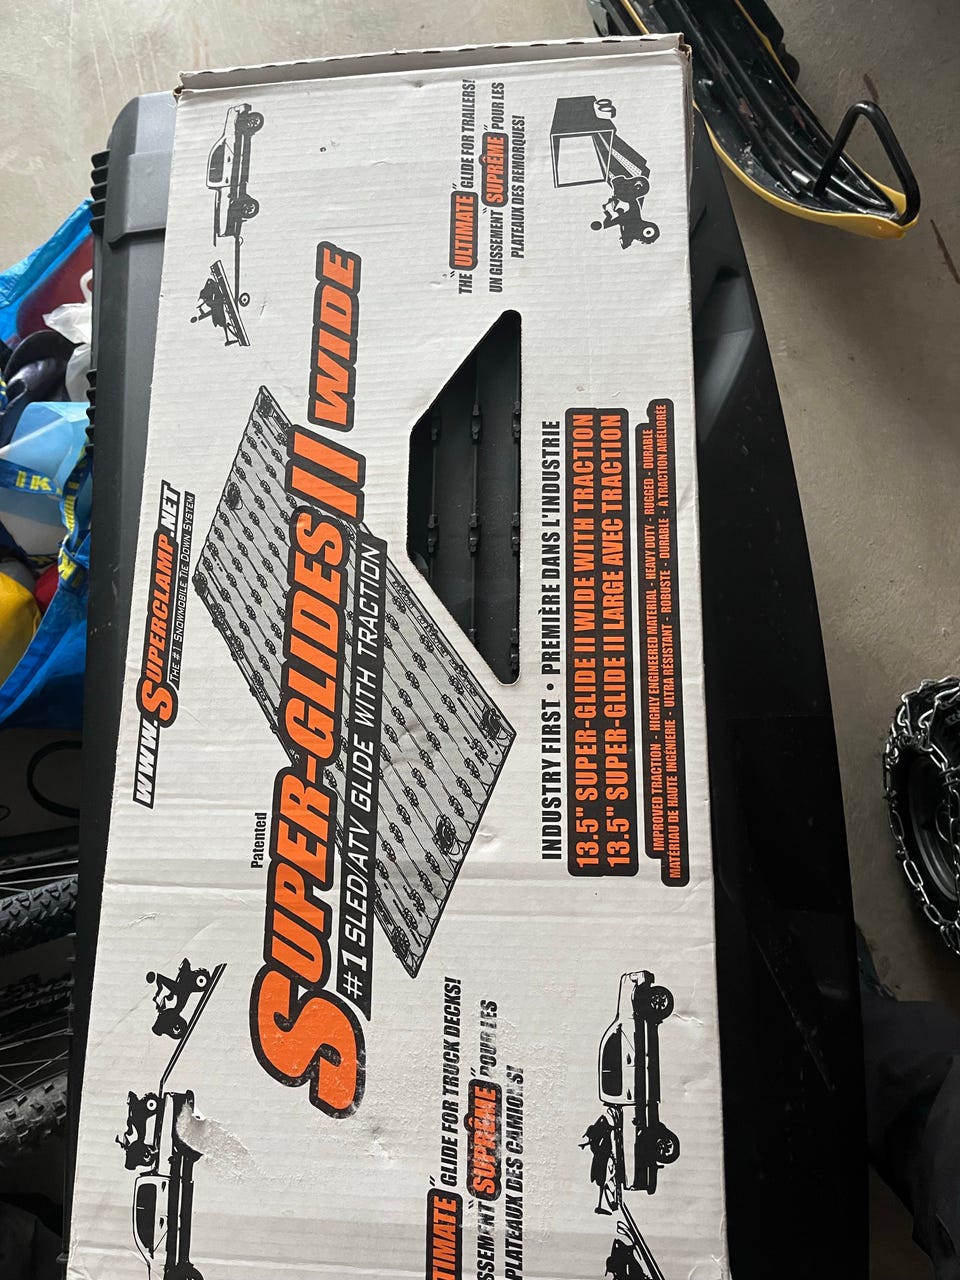 WWW.SUPERCLAMP.NET
THE #1 SNOWMOBILE TIE DOWN SYSTEM
Patented
SUPER-GLIDES II WIDE
#1 SLED/ATV GLIDE WITH TRACTION
THE "ULTIMATE" GLIDE FOR TRAILERS!
UN GLISSEMENT "SUPRÊME" POUR LES
PLATEAUX DES REMORQUES!
TIMATE" GLIDE FOR TRUCK DECKS!
SSEMENT "SUPRÊME" POUR LES
PLATEAUX DES CAMIONS!
INDUSTRY FIRST • PREMIÈRE DANS L'INDUSTRIE
13.5" SUPER-GLIDE II WIDE WITH TRACTION
13.5" SUPER-GLIDE II LARGE AVEC TRACTION
IMPROVED TRACTION - HIGHLY ENGINEERED MATERIAL - HEAVY DUTY - RUGGED - DURABLE
MATÉRIAU DE HAUTE INGÉNIERIE - ULTRA RÉSISTANT - ROBUSTE - DURABLE - À TRACTION AMÉLIORÉE